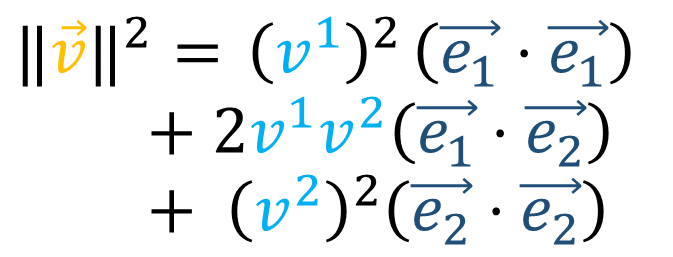 ‖v⃗‖² = (v¹)² (e₁⃗ · e₁⃗)
+ 2v¹v²(e₁⃗ · e₂⃗)
+ (v²)²(e₂⃗ · e₂⃗)